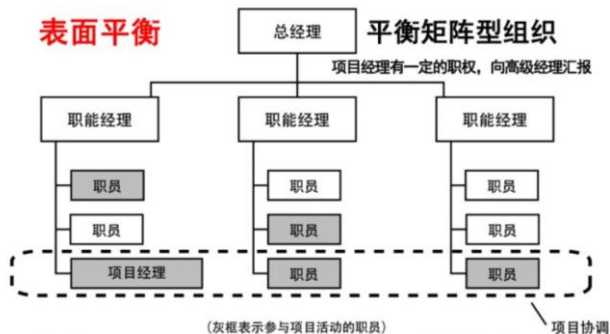 表面平衡
总经理
平衡矩阵型组织
项目经理有一定的职权，向高级经理汇报
职能经理
职能经理
职能经理
职员
职员
职员
职员
职员
职员
项目经理
职员
职员
(灰框表示参与项目活动的职员)
项目协调